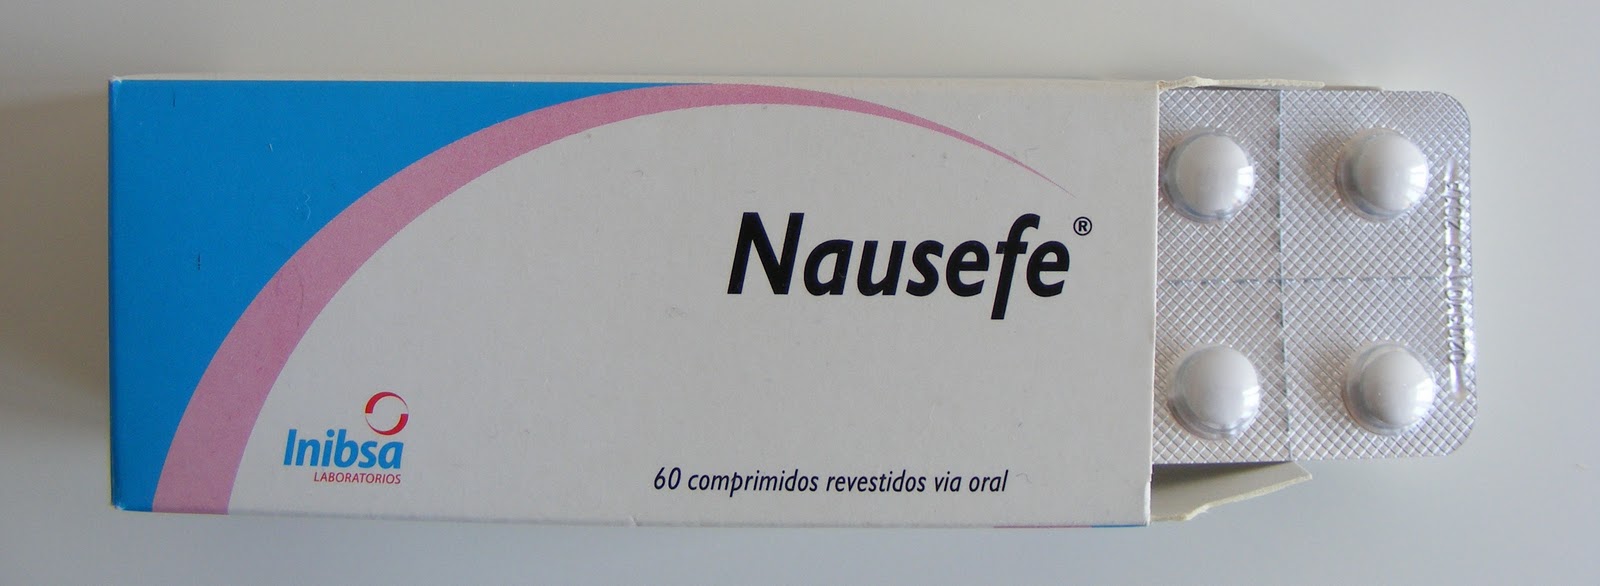 Nausefe®
Inibsa
LABORATORIOS
60 comprimidos revestidos via oral